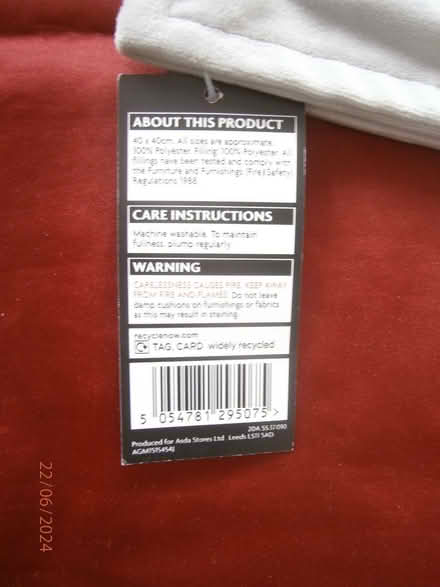 ABOUT THIS PRODUCT
40 x 40cm. All sizes are approximate.
100% Polyester. Filling: 100% Polyester. All
fillings have been tested and comply with
the Furniture and Furnishings (Fire)(Safety)
Regulations 1988.
CARE INSTRUCTIONS
Machine washable. To maintain
fullness, plump regularly.
WARNING
CARELESSNESS CAUSES FIRE. KEEP AWAY
FROM FIRE AND FLAMES. Do not leave
damp cushions on furnishings or fabrics
as this may result in staining.
recyclenow.com
TAG, CARD widely recycled
5 054781 295075 >
20A.SS.37.010
Produced for Asda Stores Ltd. Leeds LS11 5AD.
22/06/2024